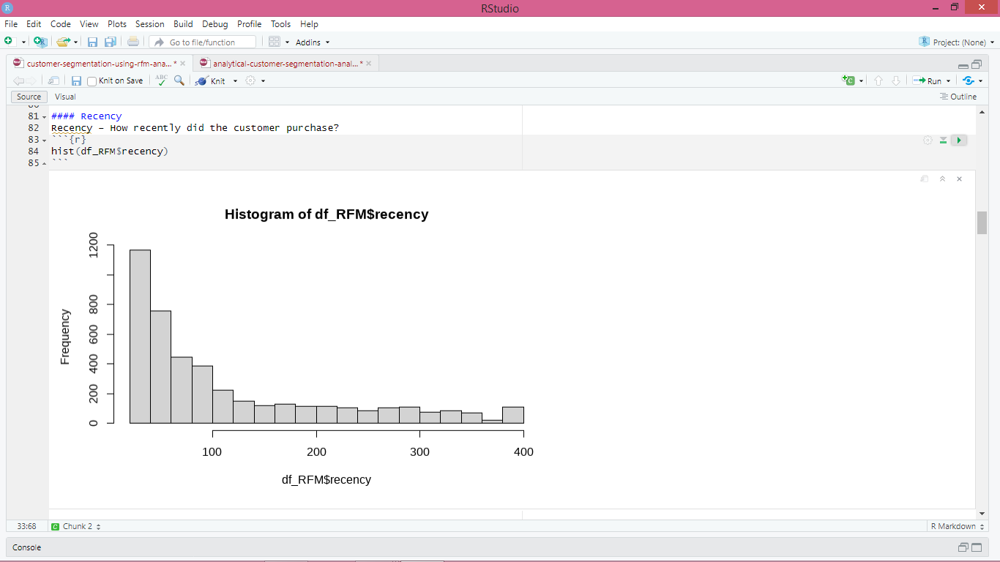 RStudio
File Edit Code View Plots Session Build Debug Profile Tools Help
Go to file/function Addins Project: (None)
customer-segmentation-using-rfm-ana...* analytical-customer-segmentation-anal...*
Knit on Save ABC Knit Run
Source Visual Outline
81 #### Recency
82 Recency – How recently did the customer purchase?
83 ```{r}
84 hist(df_RFM$recency)
85 ```
Histogram of df_RFM$recency
Frequency
1200
800
600
400
200
0
100 200 300 400
df_RFM$recency
33:68 C Chunk 2 R Markdown
Console